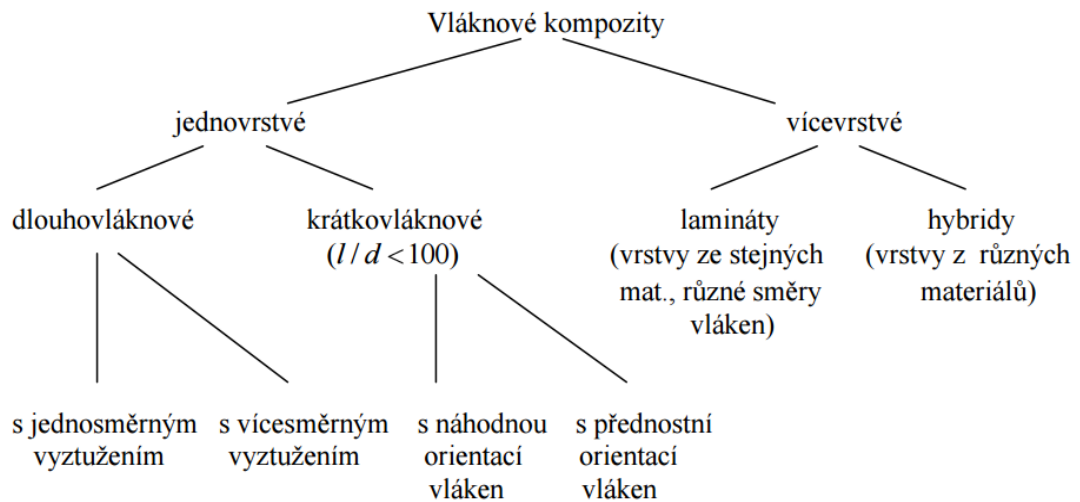 Vláknové kompozity
jednovrstvé
vícevrstvé
dlouhovláknové
krátkovláknové
(l / d < 100)
lamináty
(vrstvy ze stejných
mat., různé směry
vláken)
hybridy
(vrstvy z různých
materiálů)
s jednosměrným
vyztužením
s vícesměrným
vyztužením
s náhodnou
orientací
vláken
s přednostní
orientací
vláken